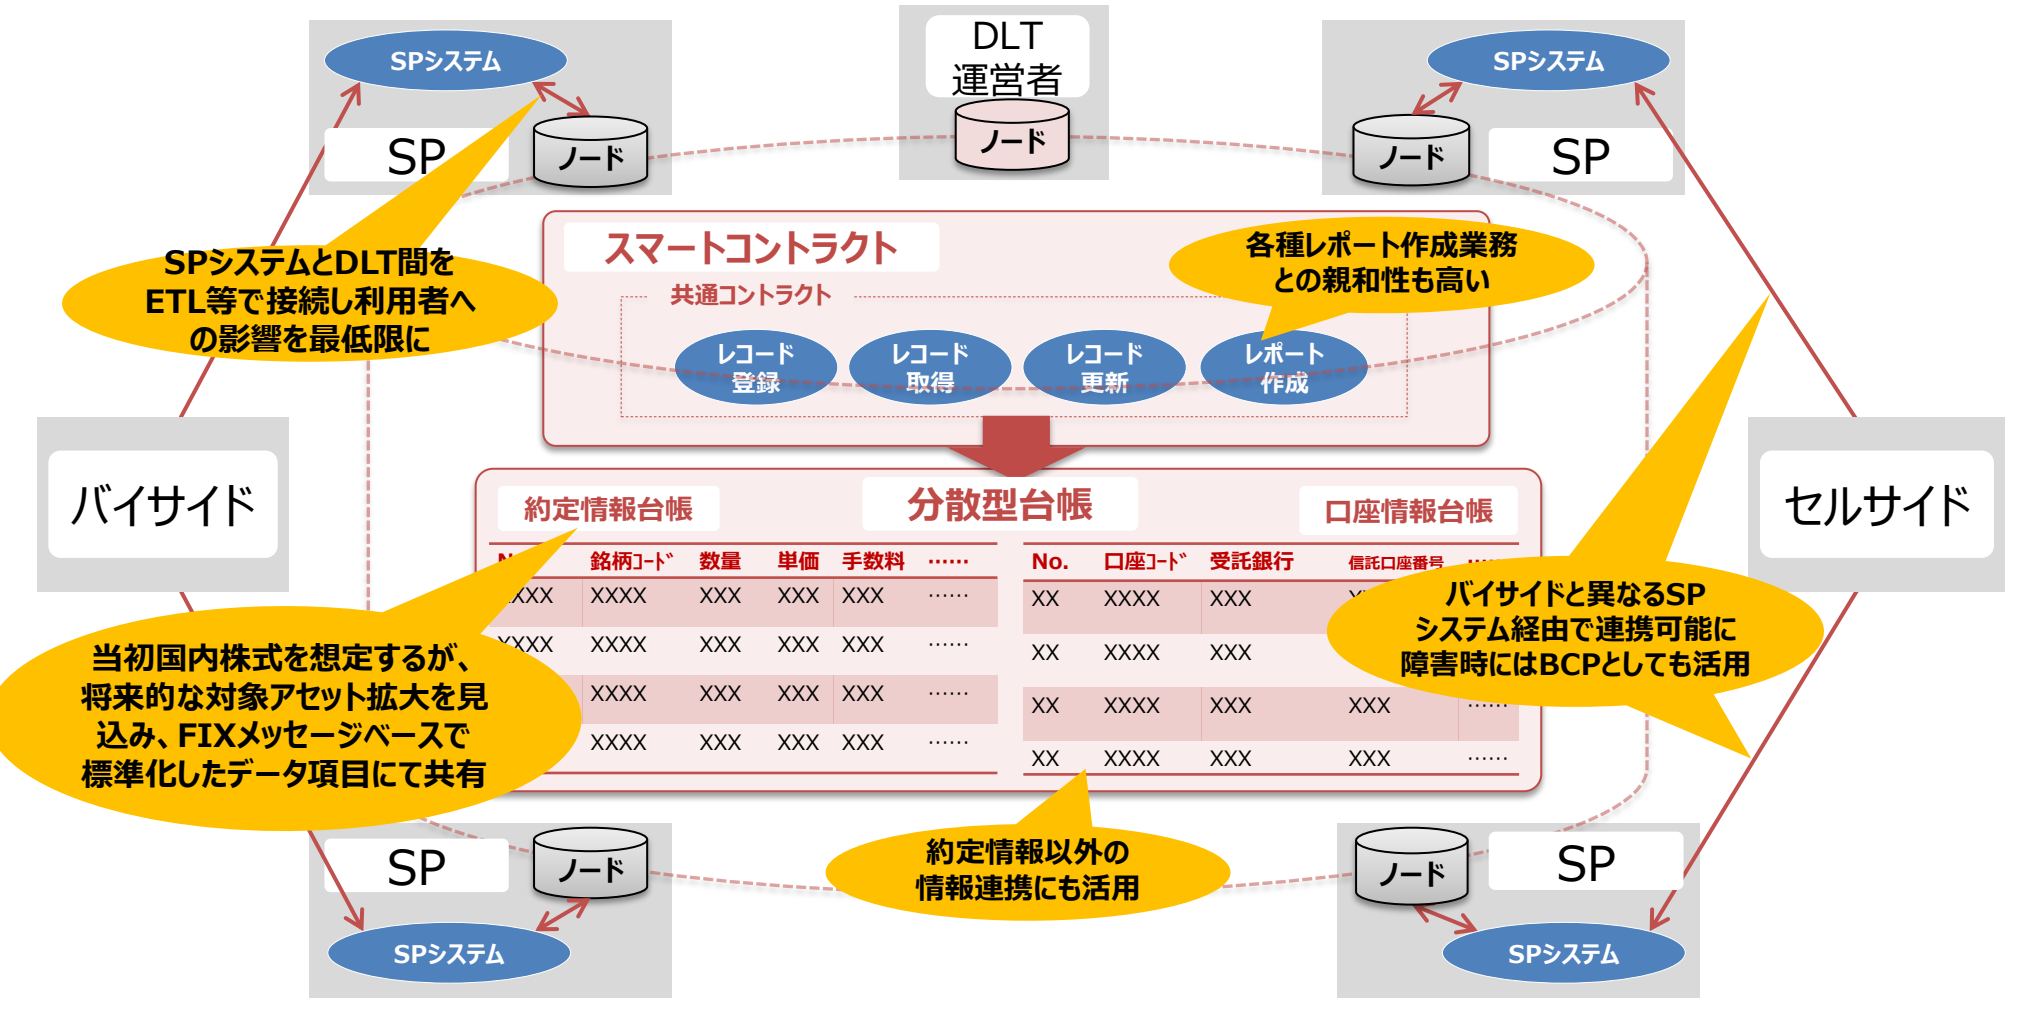 SPシステム
SP
ノード
DLT
運営者
ノード
SPシステム
ノード
SP
SPシステムとDLT間を
ETL等で接続し利用者へ
の影響を最低限に
スマートコントラクト
共通コントラクト
各種レポート作成業務
との親和性も高い
レコード
登録
レコード
取得
レコード
更新
レポート
作成
バイサイド
セルサイド
分散型台帳
約定情報台帳
銘柄ｺｰﾄﾞ 数量 単価 手数料 ……
XXXX XXX XXX XXX ……
XXXX XXXX XXX XXX XXX ……
XXXX XXX XXX XXX ……
XXXX XXX XXX XXX ……
口座情報台帳
No. 口座ｺｰﾄﾞ 受託銀行 信託口座番号
XX XXXX XXX
XX XXXX XXX
XX XXXX XXX XXX ……
XX XXXX XXX XXX ……
当初国内株式を想定するが、
将来的な対象アセット拡大を見
込み、FIXメッセージベースで
標準化したデータ項目にて共有
バイサイドと異なるSP
システム経由で連携可能に
障害時にはBCPとしても活用
約定情報以外の
情報連携にも活用
SP
ノード
SPシステム
ノード
SP
SPシステム